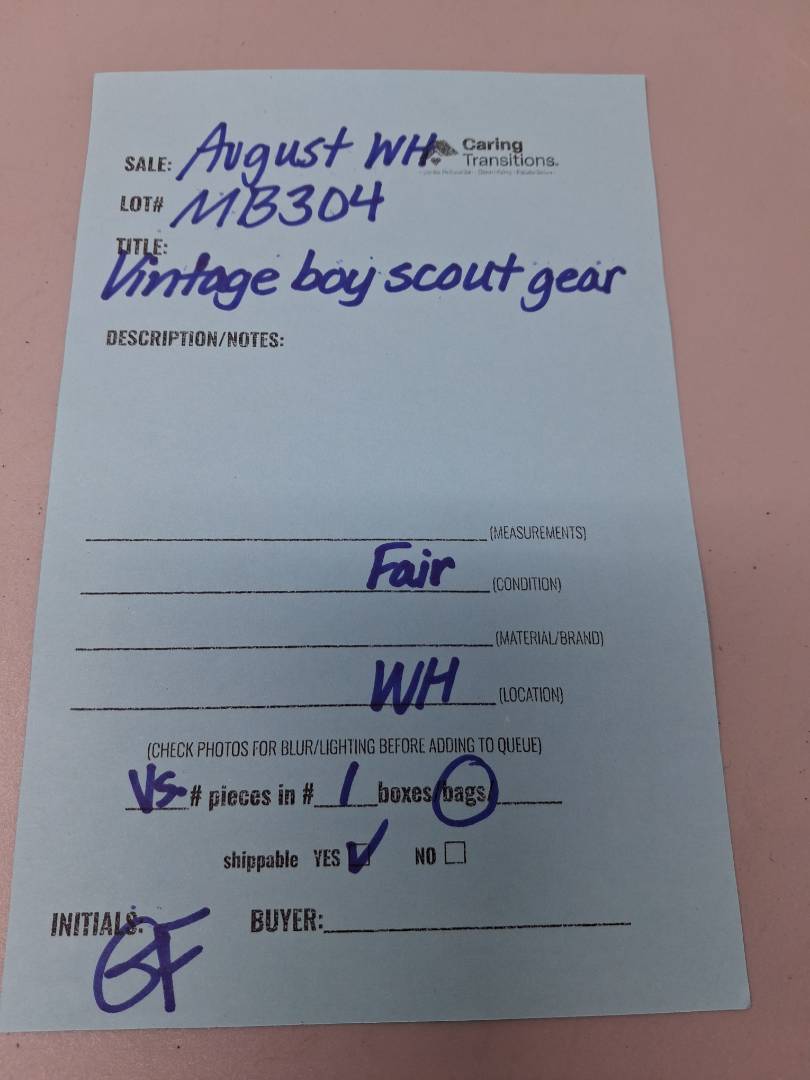 SALE: August WH Caring
Transitions.
LOT# MB304
TITLE:
Vintage boy scout gear
DESCRIPTION/NOTES:
(MEASUREMENTS)
Fair (CONDITION)
(MATERIAL/BRAND)
WH (LOCATION)
(CHECK PHOTOS FOR BLUR/LIGHTING BEFORE ADDING TO QUEUE)
VS. # pieces in # 1 boxes/bags/
shippable YES NO
INITIALS: GF BUYER: